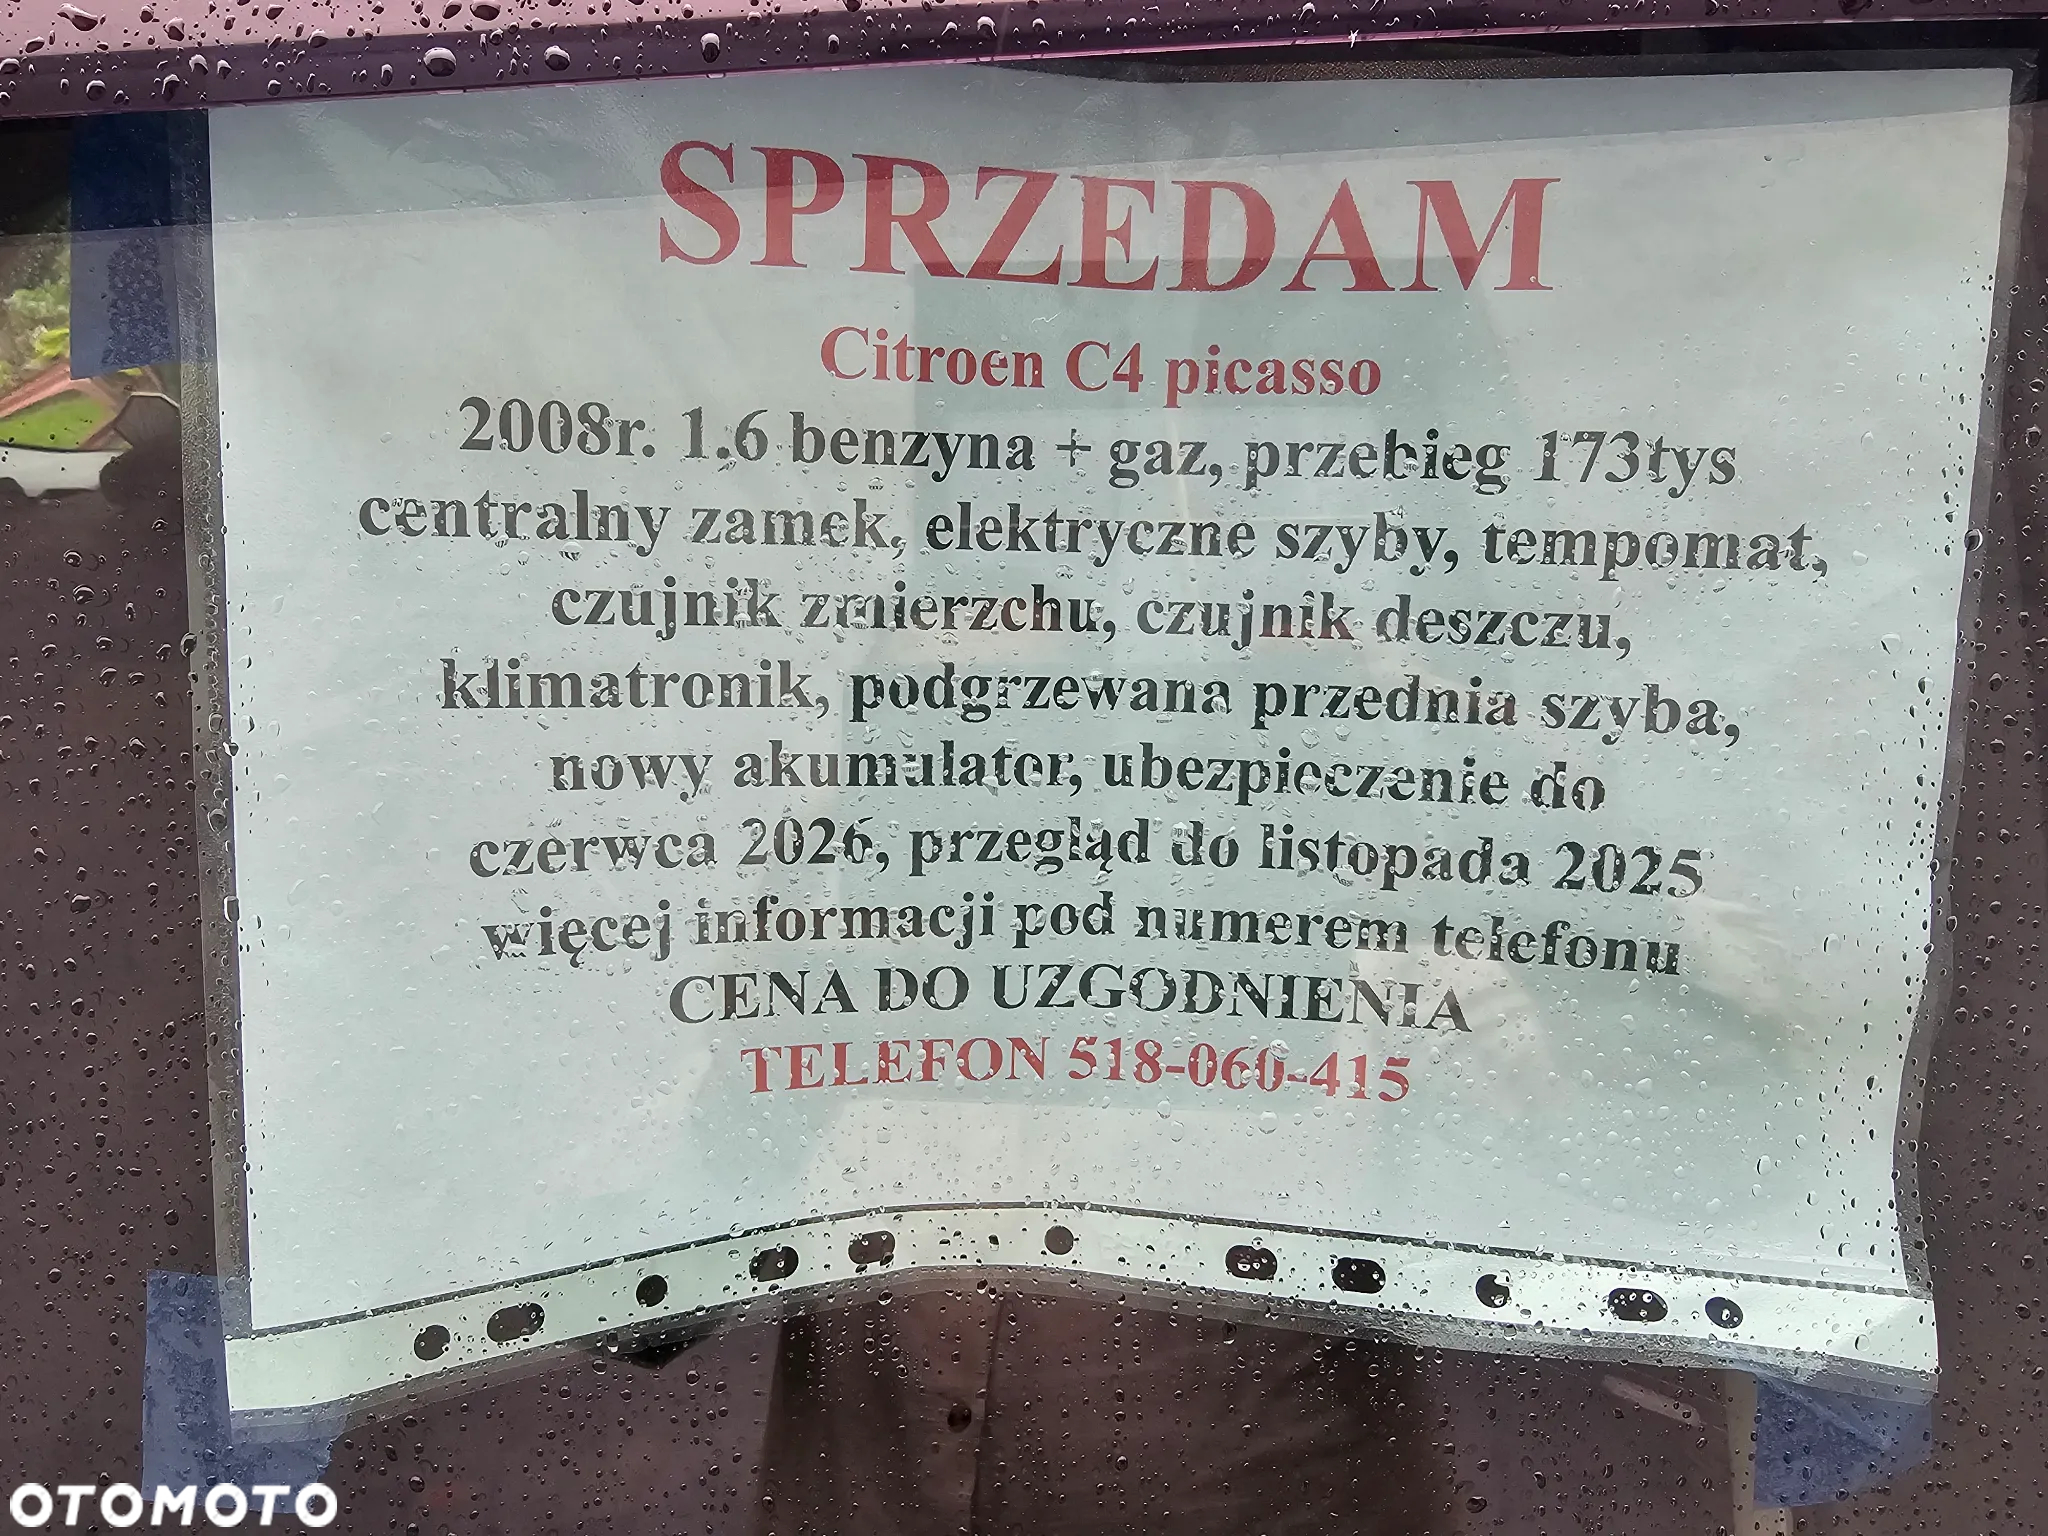 SPRZEDAM
Citroen C4 picasso
2008r. 1.6 benzyna + gaz, przebieg 173tys
centralny zamek, elektryczne szyby, tempomat,
czujnik zmierzchu, czujnik deszczu,
klimatronik, podgrzewana przednia szyba,
nowy akumulator, ubezpieczenie do
czerwca 2026, przegląd do listopada 2025
więcej informacji pod numerem telefonu
CENA DO UZGODNIENIA
TELEFON 518-060-415
OTOMOTO